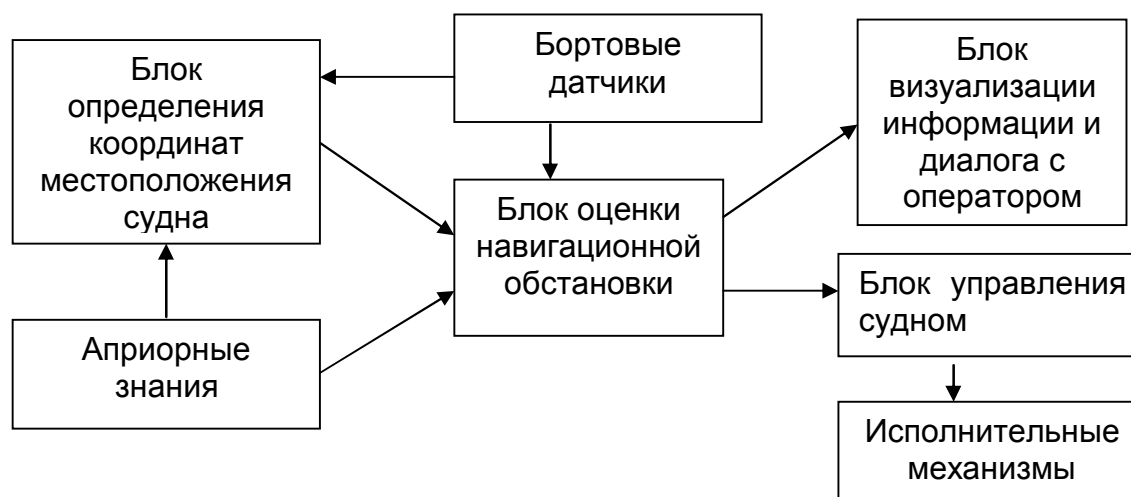 Блок
определения
координат
местоположения
судна
Бортовые
датчики
Блок
визуализации
информации и
диалога с
оператором
Блок оценки
навигационной
обстановки
Блок управления
судном
Априорные
знания
Исполнительные
механизмы